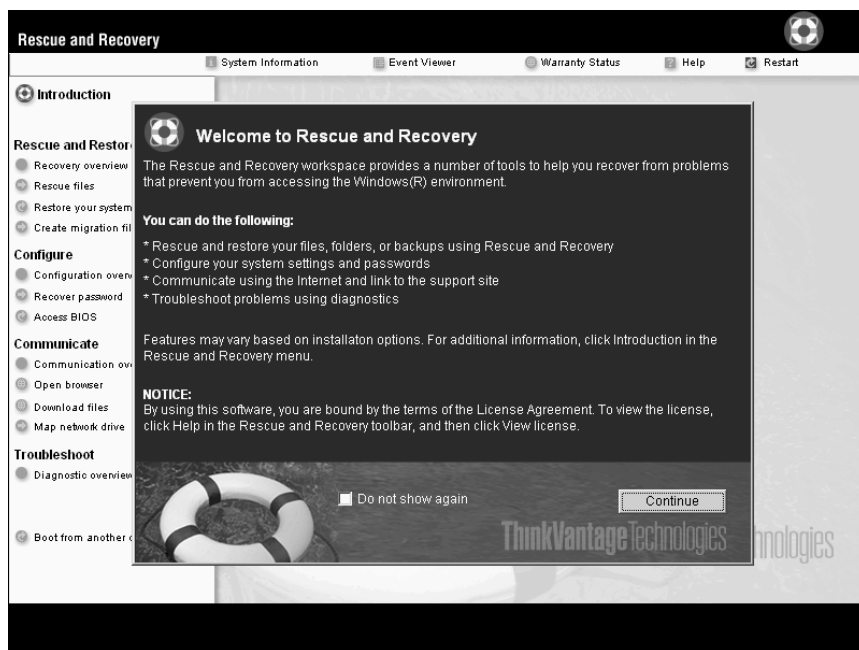 Rescue and Recovery
System Information
Event Viewer
Warranty Status
Help
Restart
Introduction
Rescue and Restor
Recovery overview
Rescue files
Restore your system
Create migration fil
Configure
Configuration overv
Recover password
Access BIOS
Communicate
Communication ov
Open browser
Download files
Map network drive
Troubleshoot
Diagnostic overview
Boot from another
Welcome to Rescue and Recovery
The Rescue and Recovery workspace provides a number of tools to help you recover from problems
that prevent you from accessing the Windows(R) environment.
You can do the following:
* Rescue and restore your files, folders, or backups using Rescue and Recovery
* Configure your system settings and passwords
* Communicate using the Internet and link to the support site
* Troubleshoot problems using diagnostics
Features may vary based on installaton options. For additional information, click Introduction in the
Rescue and Recovery menu.
NOTICE:
By using this software, you are bound by the terms of the License Agreement. To view the license,
click Help in the Rescue and Recovery toolbar, and then click View license.
Do not show again
Continue
ThinkVantage Technologies
hnologies